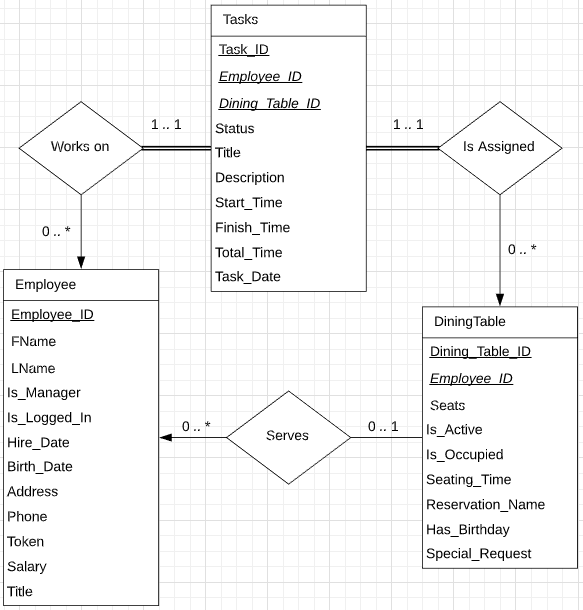 Tasks
Task_ID
Employee_ID
Dining_Table_ID
Status
Title
Description
Start_Time
Finish_Time
Total_Time
Task_Date
Works on
1 .. 1
1 .. 1
Is Assigned
0 .. *
0 .. *
Employee
Employee_ID
FName
LName
Is_Manager
Is_Logged_In
Hire_Date
Birth_Date
Address
Phone
Token
Salary
Title
0 .. *
Serves
0 .. 1
DiningTable
Dining_Table_ID
Employee_ID
Seats
Is_Active
Is_Occupied
Seating_Time
Reservation_Name
Has_Birthday
Special_Request